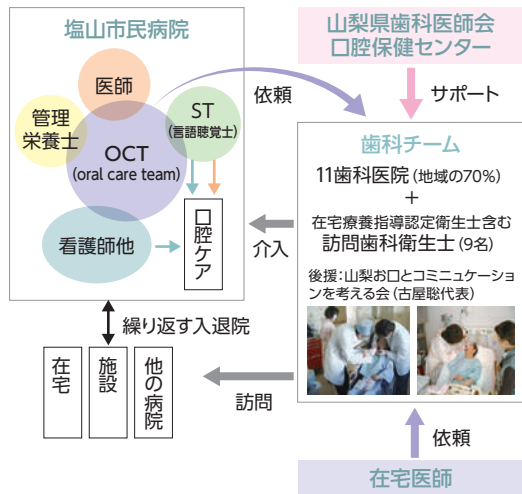 塩山市民病院
医師
管理
栄養士
ST
(言語聴覚士)
OCT
(oral care team)
看護師他
口腔ケア
依頼
山梨県歯科医師会
口腔保健センター
サポート
歯科チーム
11歯科医院(地域の70%)
+
在宅療養指導認定衛生士含む
訪問歯科衛生士(9名)
後援:山梨お口とコミニュケーショ
ンを考える会(古屋聡代表)
介入
繰り返す入退院
在宅
施設
他の病院
訪問
依頼
在宅医師